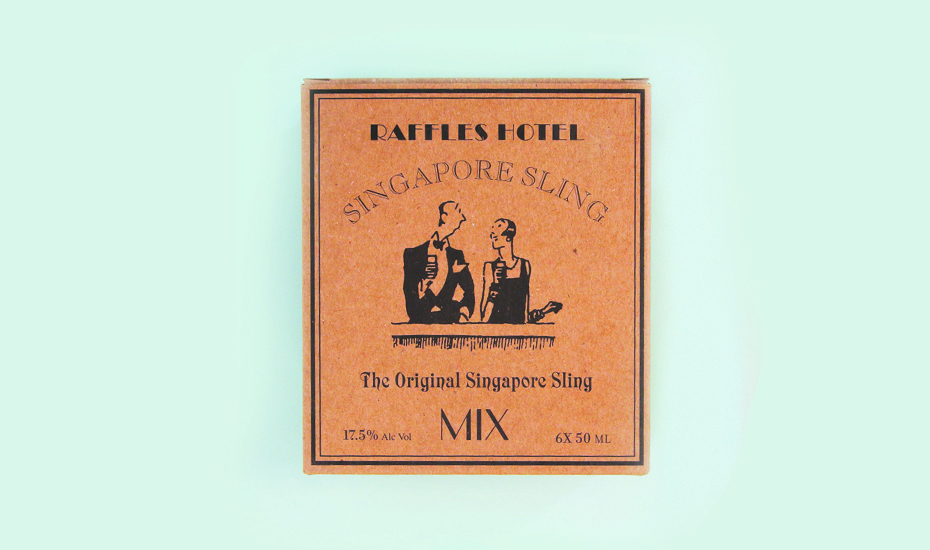 RAFFLES HOTEL
SINGAPORE SLING
The Original Singapore Sling
MIX
17.5% Alc Vol
6X 50 ML